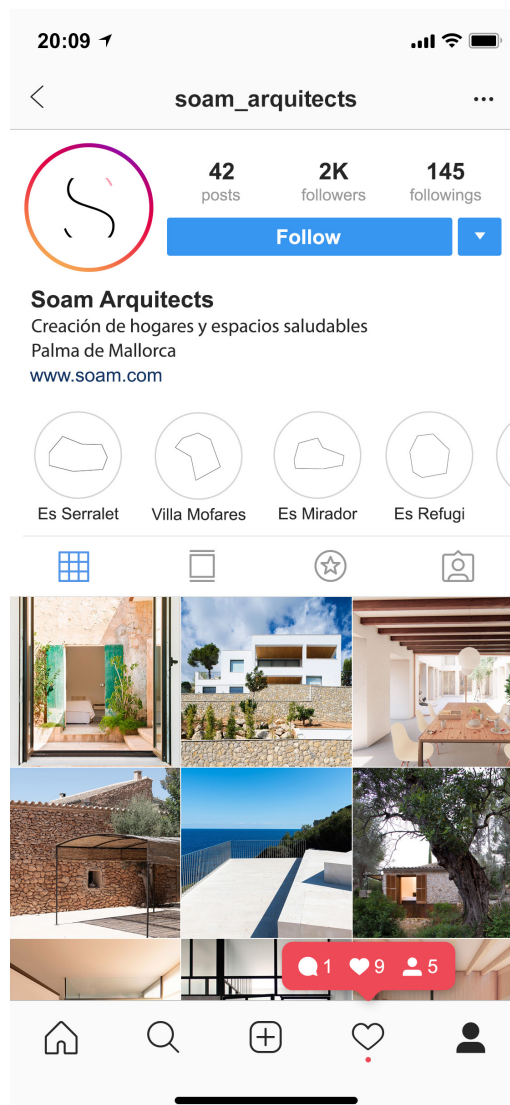 20:09
soam_arquitects
42 2K 145
posts followers followings
Follow
Soam Arquitects
Creación de hogares y espacios saludables
Palma de Mallorca
www.soam.com
Es Serralet Villa Mofares Es Mirador Es Refugi
1 9 5